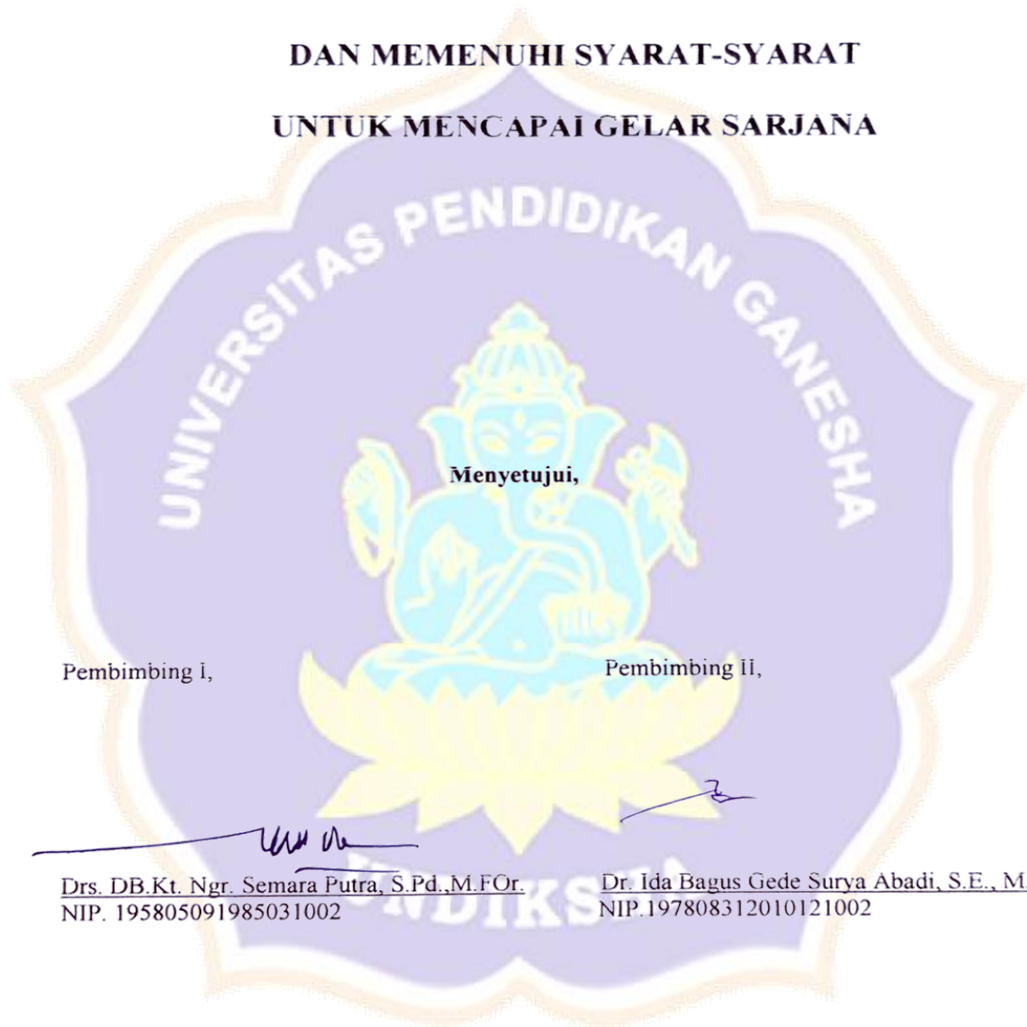 DAN MEMENUHI SYARAT-SYARAT
UNTUK MENCAPAI GELAR SARJANA
UNIVERSITAS PENDIDIKAN GANESHA
Menyetujui,
Pembimbing I,
Pembimbing II,
Drs. DB.Kt. Ngr. Semara Putra, S.Pd.,M.FOr.
NIP. 195805091985031002
Dr. Ida Bagus Gede Surya Abadi, S.E., M.
NIP.197808312010121002
UNDIKSHA